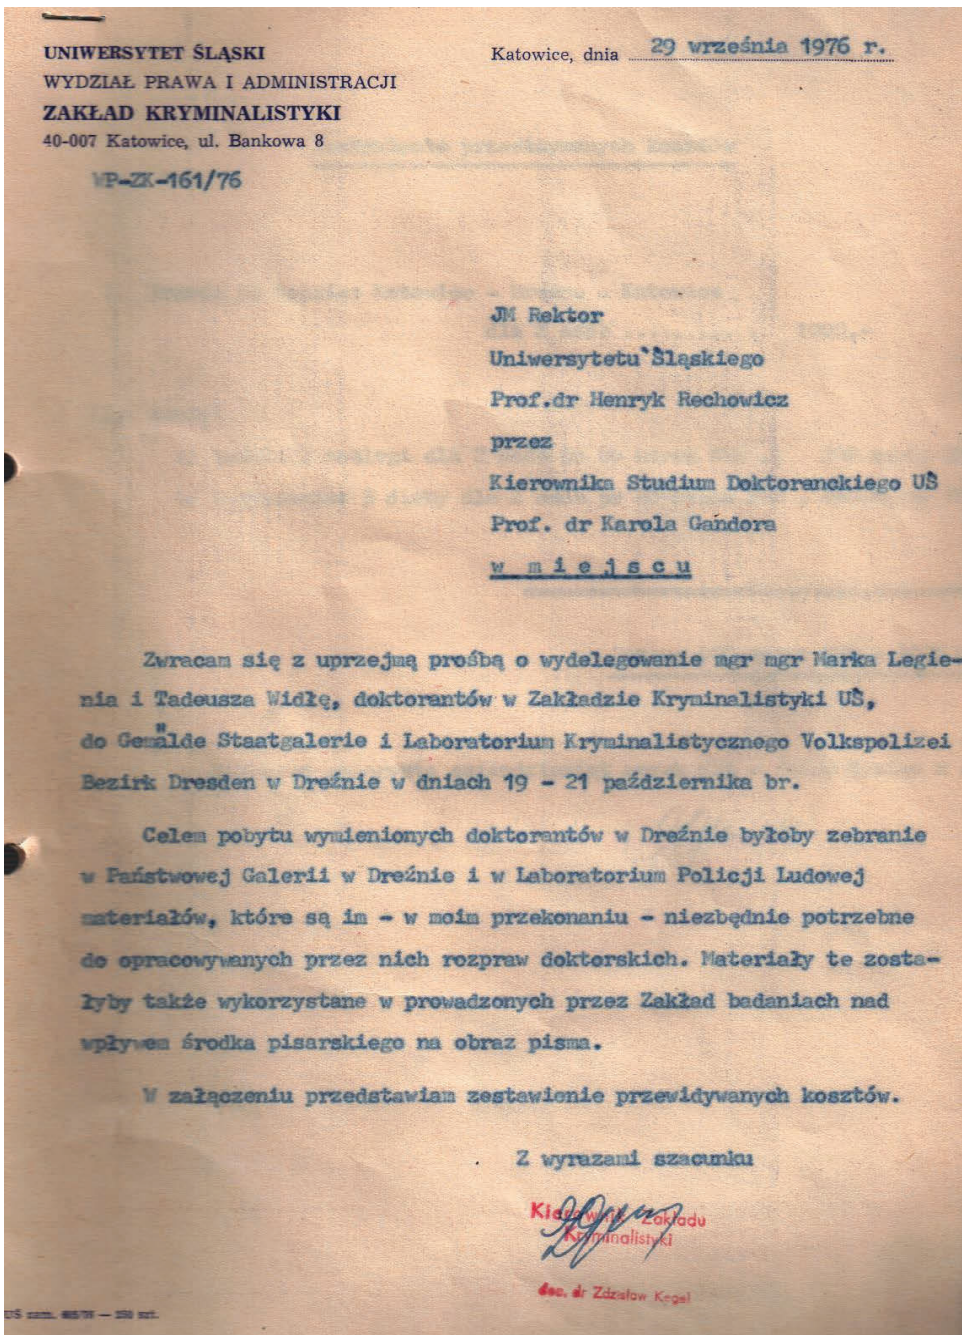 UNIWERSYTET ŚLĄSKI
WYDZIAŁ PRAWA I ADMINISTRACJI
ZAKŁAD KRYMINALISTYKI
40-007 Katowice, ul. Bankowa 8
WP-ZK-161/76
Katowice, dnia 29 września 1976 r.
JM Rektor
Uniwersytetu Śląskiego
Prof.dr Henryk Rechowicz
przez
Kierownika Studium Doktoranckiego UŚ
Prof. dr Karola Gandora
w m i e j s c u
Zwracam się z uprzejmą prośbą o wydelegowanie mgr mgr Marka Legie-
nia i Tadeusza Widłę, doktorantów w Zakładzie Kryminalistyki UŚ,
do Gemälde Staatgalerie i Laboratorium Kryminalistycznego Volkspolizei
Bezirk Dresden w Dreźnie w dniach 19 - 21 października br.
Celem pobytu wymienionych doktorantów w Dreźnie byłoby zebranie
w Państwowej Galerii w Dreźnie i w Laboratorium Policji Ludowej
materiałów, które są im - w moim przekonaniu - niezbędnie potrzebne
do opracowywanych przez nich rozpraw doktorskich. Materiały te zosta-
łyby także wykorzystane w prowadzonych przez Zakład badaniach nad
wpływem środka pisarskiego na obraz pisma.
W załączeniu przedstawiam zestawienie przewidywanych kosztów.
Z wyrazami szacunku
Kierownik Zakładu
Kryminalistyki
doc. dr Zdzisław Kegel
UŚ zam. 605/76 — 250 szt.